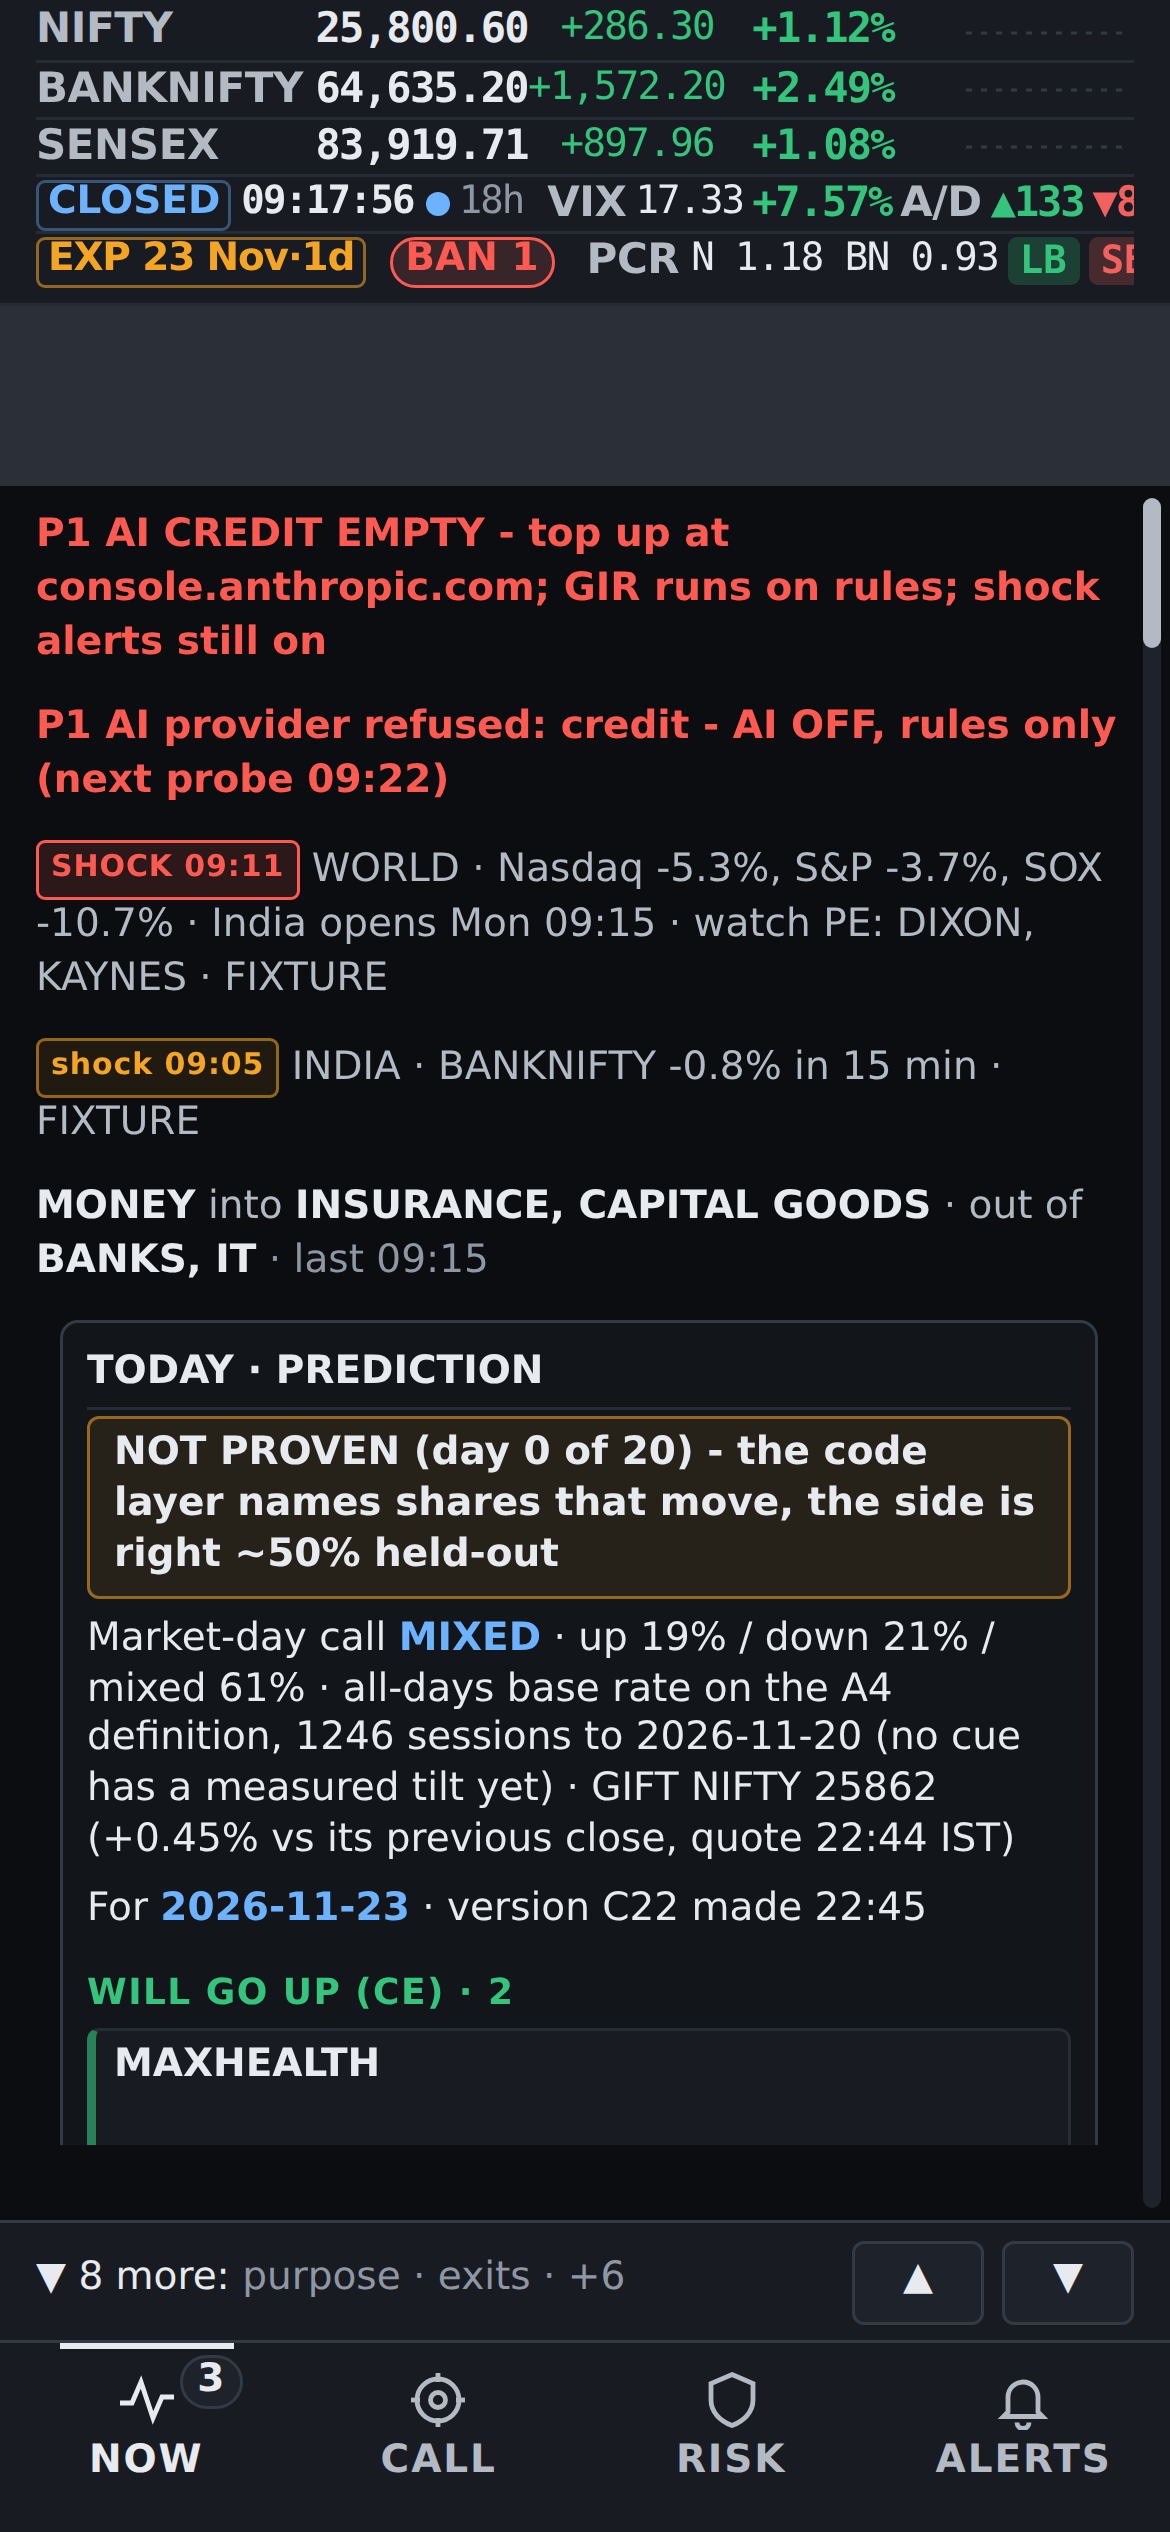 NIFTY 25,800.60 +286.30 +1.12%
BANKNIFTY 64,635.20 +1,572.20 +2.49%
SENSEX 83,919.71 +897.96 +1.08%
CLOSED 09:17:56 ● 18h VIX 17.33 +7.57% A/D ▲133 ▼8
EXP 23 Nov·1d BAN 1 PCR N 1.18 BN 0.93 LB
P1 AI CREDIT EMPTY - top up at
console.anthropic.com; GIR runs on rules; shock
alerts still on
P1 AI provider refused: credit - AI OFF, rules only
(next probe 09:22)
SHOCK 09:11 WORLD · Nasdaq -5.3%, S&P -3.7%, SOX
-10.7% · India opens Mon 09:15 · watch PE: DIXON,
KAYNES · FIXTURE
shock 09:05 INDIA · BANKNIFTY -0.8% in 15 min ·
FIXTURE
MONEY into INSURANCE, CAPITAL GOODS · out of
BANKS, IT · last 09:15
TODAY · PREDICTION
NOT PROVEN (day 0 of 20) - the code
layer names shares that move, the side is
right ~50% held-out
Market-day call MIXED · up 19% / down 21% /
mixed 61% · all-days base rate on the A4
definition, 1246 sessions to 2026-11-20 (no cue
has a measured tilt yet) · GIFT NIFTY 25862
(+0.45% vs its previous close, quote 22:44 IST)
For 2026-11-23 · version C22 made 22:45
WILL GO UP (CE) · 2
MAXHEALTH
▼ 8 more: purpose · exits · +6 ▲ ▼
3
NOW CALL RISK ALERTS